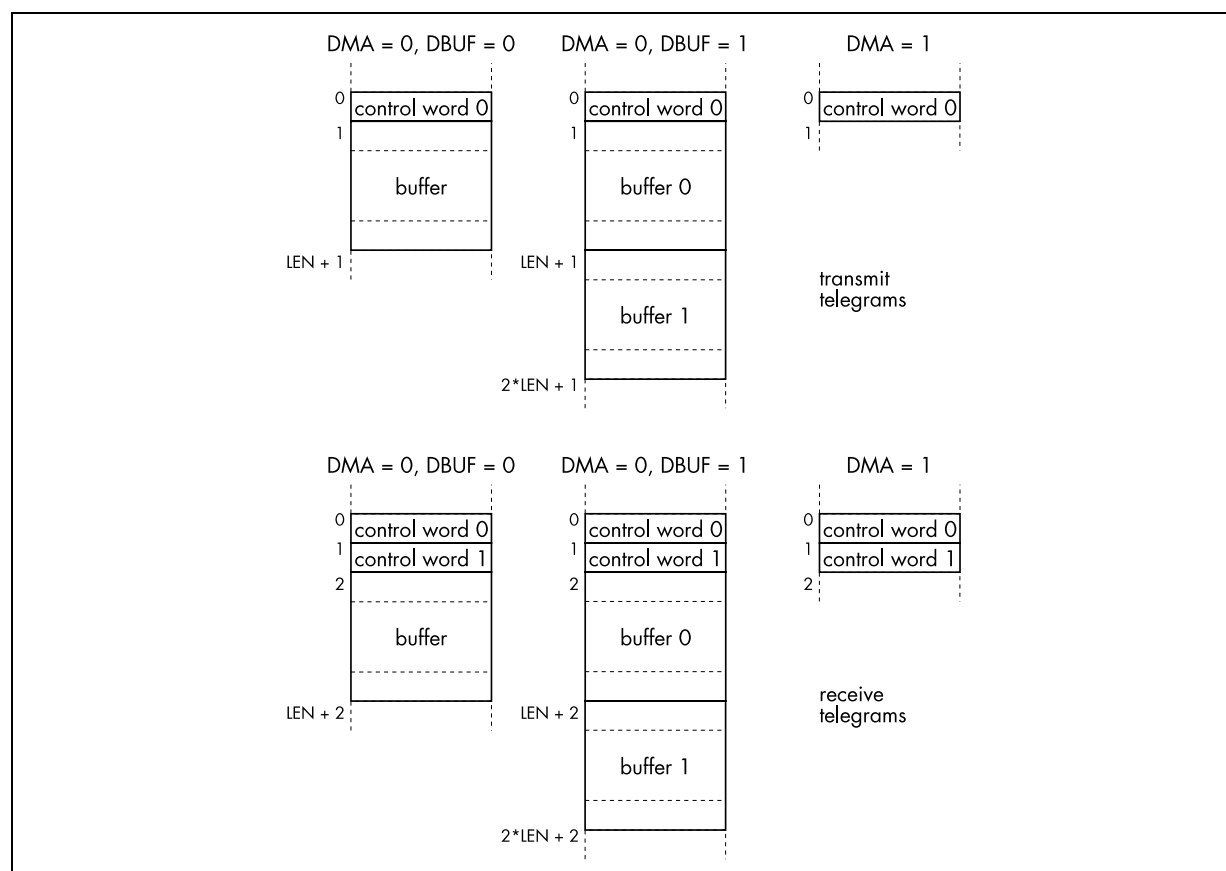 DMA = 0, DBUF = 0
DMA = 0, DBUF = 1
DMA = 1
0
control word 0
1
buffer
LEN + 1
0
control word 0
1
buffer 0
LEN + 1
buffer 1
2*LEN + 1
0
control word 0
1
transmit
telegrams
DMA = 0, DBUF = 0
DMA = 0, DBUF = 1
DMA = 1
0
control word 0
1
control word 1
2
buffer
LEN + 2
0
control word 0
1
control word 1
2
buffer 0
LEN + 2
buffer 1
2*LEN + 2
0
control word 0
1
control word 1
2
receive
telegrams